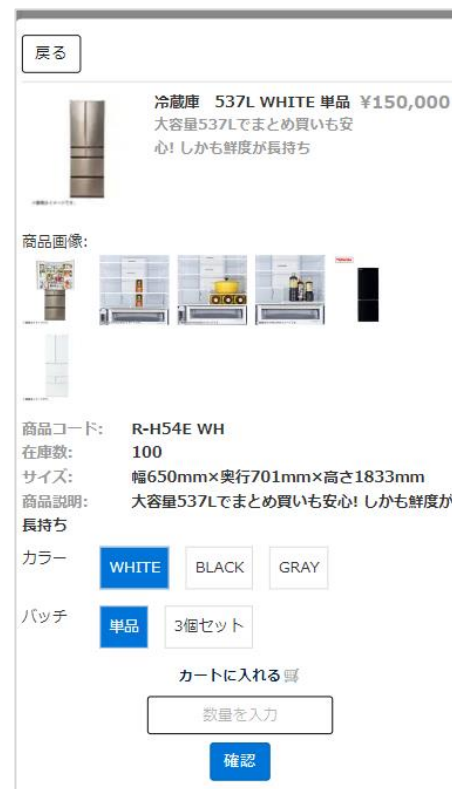 戻る
冷蔵庫 537L WHITE 単品 ¥150,000
大容量537Lでまとめ買いも安
心! しかも鮮度が長持ち
商品画像:
商品コード: R-H54E WH
在庫数: 100
サイズ: 幅650mm×奥行701mm×高さ1833mm
商品説明: 大容量537Lでまとめ買いも安心! しかも鮮度が
長持ち
カラー WHITE BLACK GRAY
バッチ 単品 3個セット
カートに入れる
数量を入力
確認